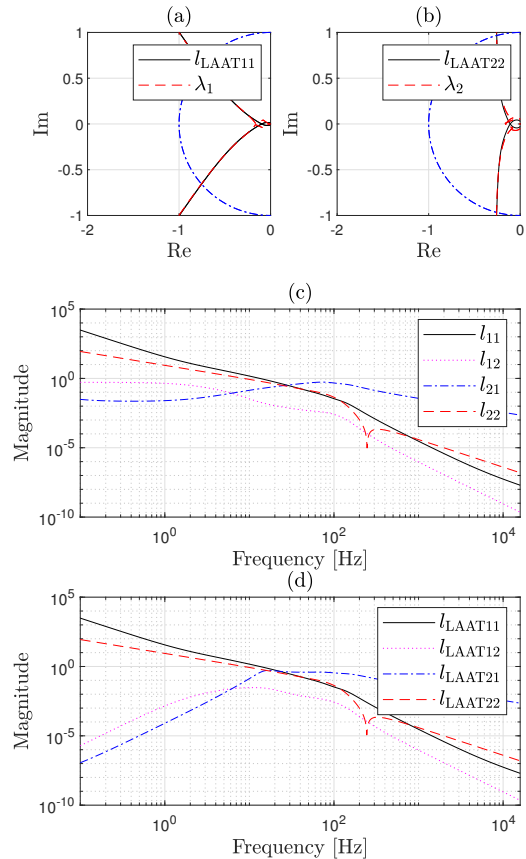 (a)
(b)
1
0.5
0
-0.5
-1
Im
l_LAAT11
λ_1
-2
-1
0
Re
1
0.5
0
-0.5
-1
Im
l_LAAT22
λ_2
-2
-1
0
Re
(c)
10^5
10^0
10^-5
10^-10
Magnitude
l_11
l_12
l_21
l_22
10^0
10^2
10^4
Frequency [Hz]
(d)
10^5
10^0
10^-5
10^-10
Magnitude
l_LAAT11
l_LAAT12
l_LAAT21
l_LAAT22
10^0
10^2
10^4
Frequency [Hz]